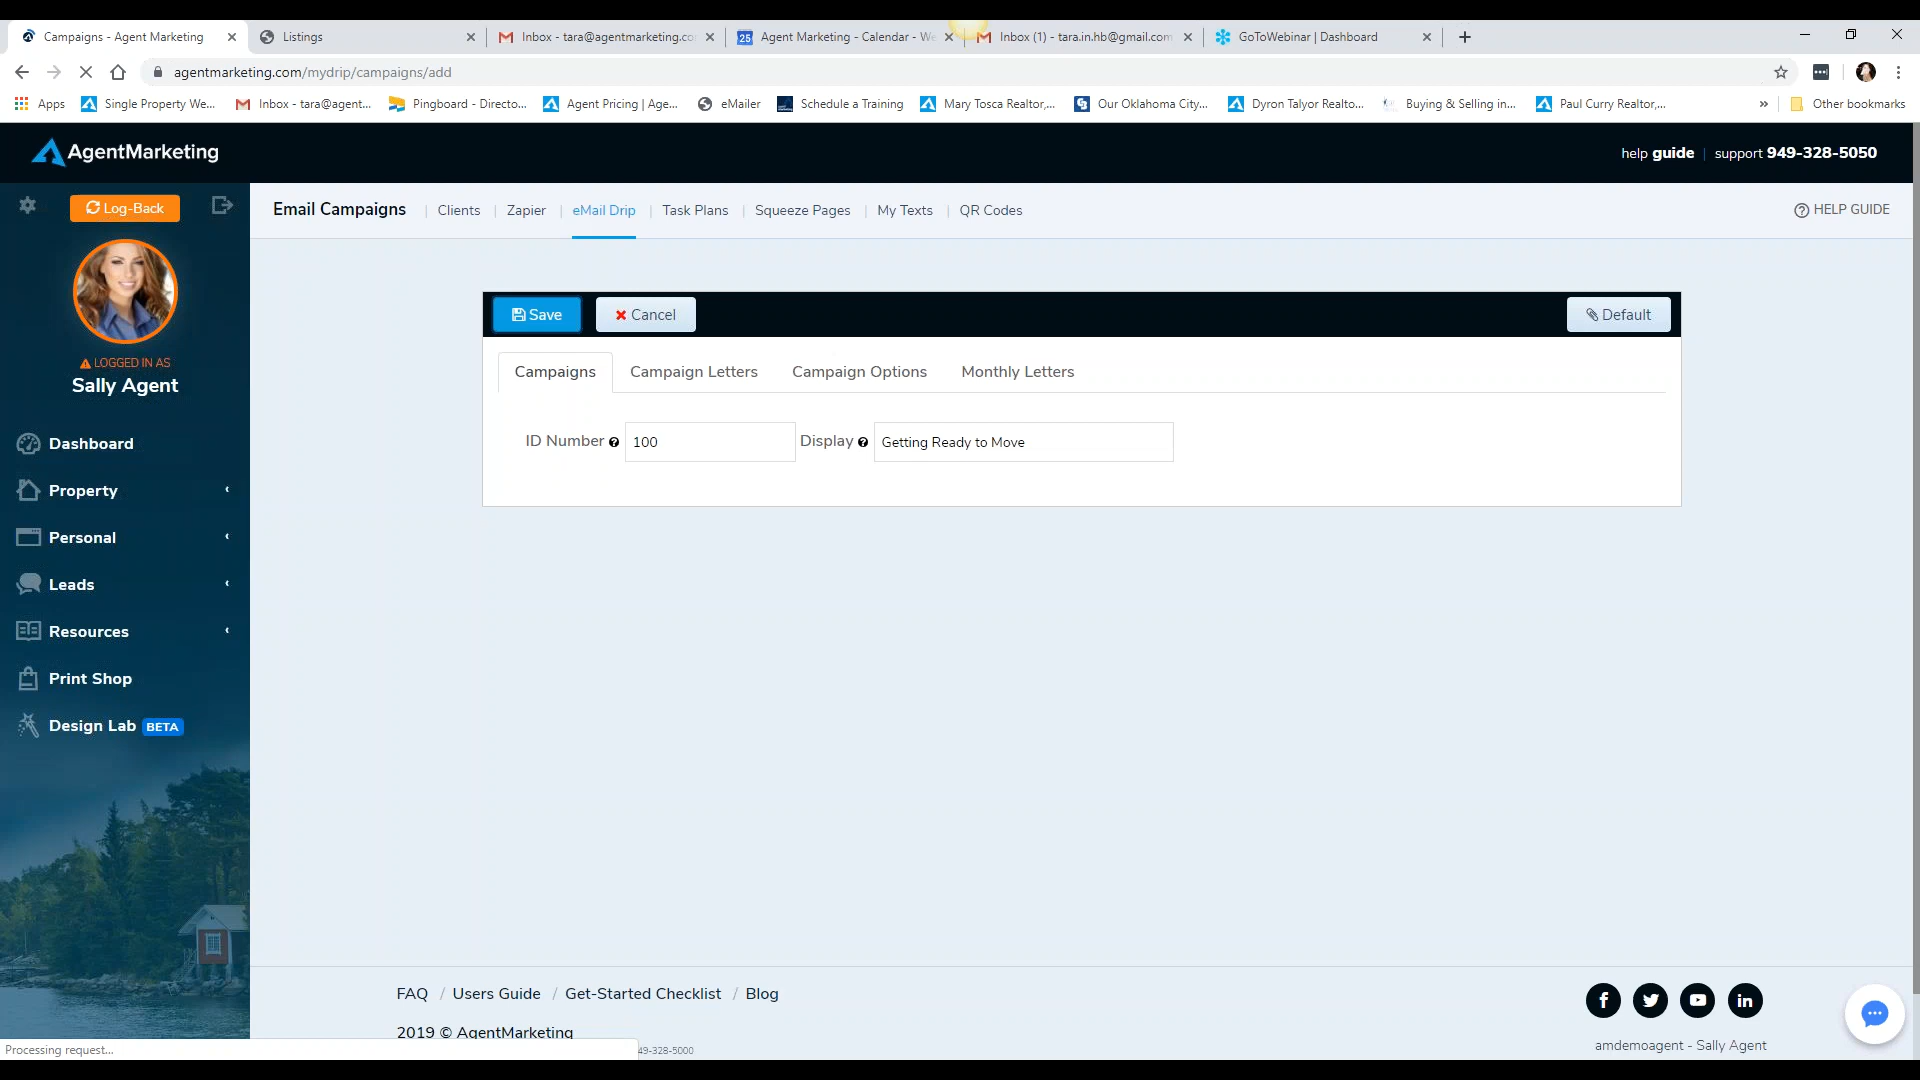 Campaigns - Agent Marketing
Listings
Inbox - tara@agentmarketing.co
25 Agent Marketing - Calendar - We
Inbox (1) - tara.in.hb@gmail.com
GoToWebinar | Dashboard
agentmarketing.com/mydrip/campaigns/add
Apps
Single Property We...
Inbox - tara@agent...
Pingboard - Directo...
Agent Pricing | Age...
eMailer
Schedule a Training
Mary Tosca Realtor,...
Our Oklahoma City...
Dyron Talyor Realto...
Buying & Selling in...
Paul Curry Realtor,...
»
Other bookmarks
AgentMarketing
help guide | support 949-328-5050
Log-Back
LOGGED IN AS
Sally Agent
Dashboard
Property
Personal
Leads
Resources
Print Shop
Design Lab BETA
Email Campaigns | Clients | Zapier | eMail Drip | Task Plans | Squeeze Pages | My Texts | QR Codes
HELP GUIDE
Save
Cancel
Default
Campaigns
Campaign Letters
Campaign Options
Monthly Letters
ID Number 100
Display Getting Ready to Move
FAQ / Users Guide / Get-Started Checklist / Blog
2019 © AgentMarketing
49-328-5000
amdemoagent - Sally Agent
Processing request...